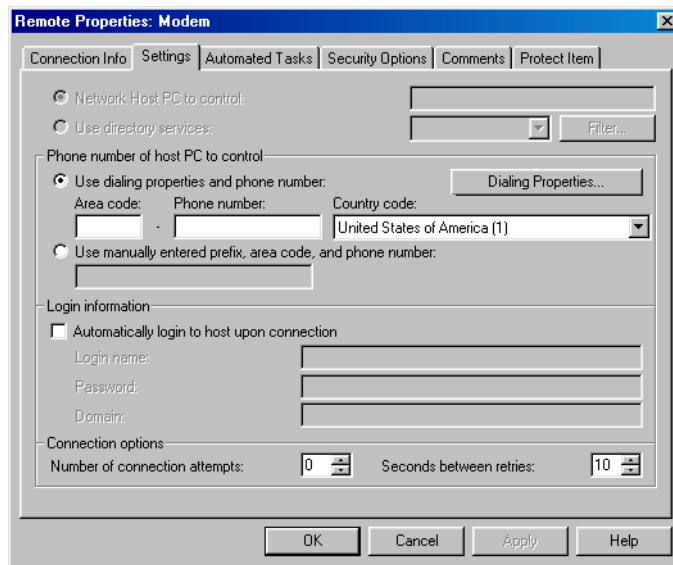 Remote Properties: Modem
Connection Info Settings Automated Tasks Security Options Comments Protect Item
Network Host PC to control:
Use directory services: Filter...
Phone number of host PC to control
Use dialing properties and phone number: Dialing Properties...
Area code: Phone number: Country code:
- United States of America (1)
Use manually entered prefix, area code, and phone number:
Login information
Automatically login to host upon connection
Login name:
Password:
Domain:
Connection options
Number of connection attempts: 0 Seconds between retries: 10
OK Cancel Apply Help